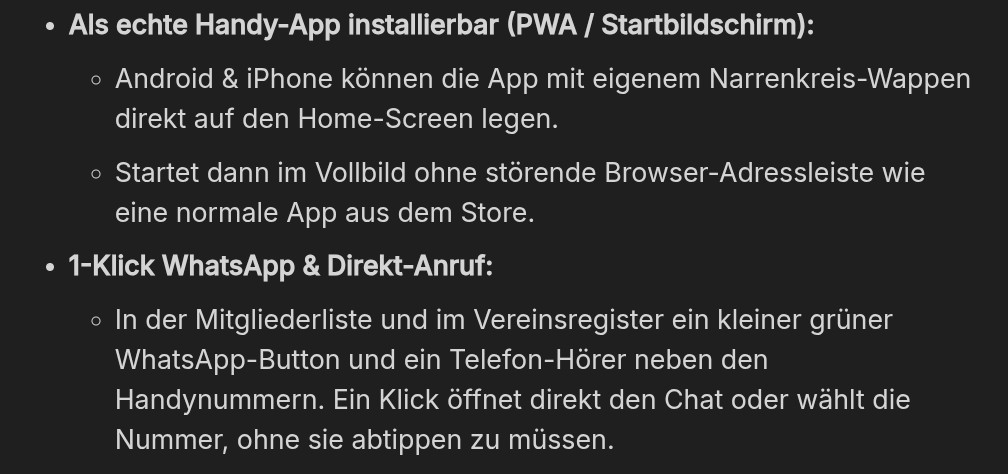 • Als echte Handy-App installierbar (PWA / Startbildschirm):
◦ Android & iPhone können die App mit eigenem Narrenkreis-Wappen
direkt auf den Home-Screen legen.
◦ Startet dann im Vollbild ohne störende Browser-Adressleiste wie
eine normale App aus dem Store.
• 1-Klick WhatsApp & Direkt-Anruf:
◦ In der Mitgliederliste und im Vereinsregister ein kleiner grüner
WhatsApp-Button und ein Telefon-Hörer neben den
Handynummern. Ein Klick öffnet direkt den Chat oder wählt die
Nummer, ohne sie abtippen zu müssen.